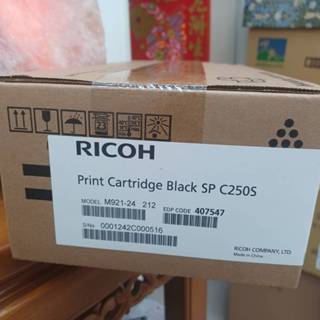 RICOH
Print Cartridge Black SP C250S
MODEL M921-24 212 EDP CODE 407547
S/No. 0001242C000516
RICOH COMPANY, LTD.
Made in China